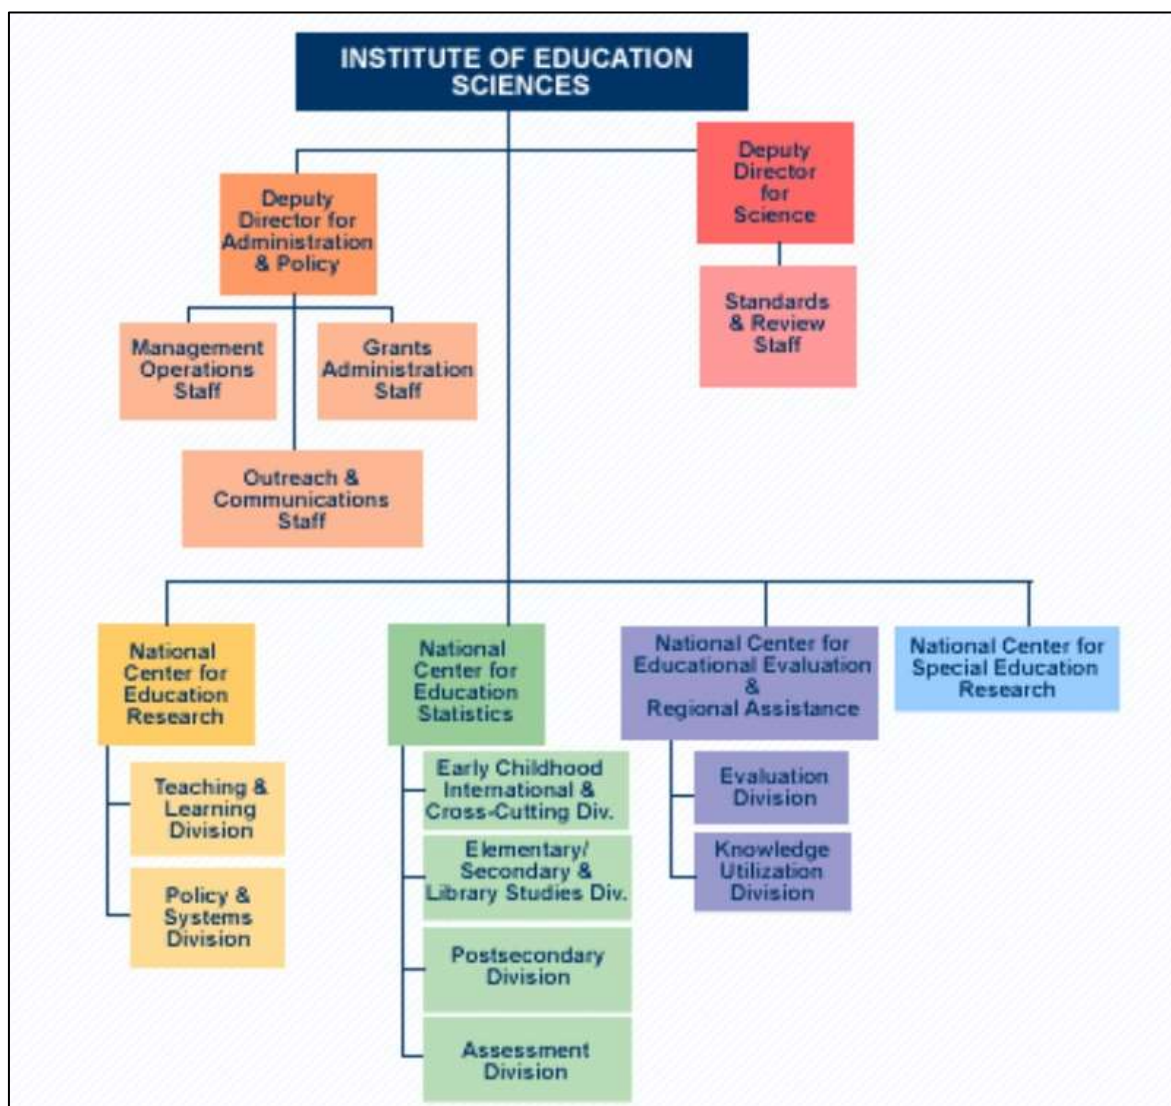 INSTITUTE OF EDUCATION
SCIENCES
Deputy
Director
for
Science
Deputy
Director for
Administration
& Policy
Standards
& Review
Staff
Management
Operations
Staff
Grants
Administration
Staff
Outreach &
Communications
Staff
National
Center for
Education
Research
National
Center for
Education
Statistics
National Center for
Educational Evaluation
&
Regional Assistance
National Center for
Special Education
Research
Teaching &
Learning
Division
Policy &
Systems
Division
Early Childhood
International &
Cross-Cutting Div.
Elementary/
Secondary &
Library Studies Div.
Postsecondary
Division
Assessment
Division
Evaluation
Division
Knowledge
Utilization
Division